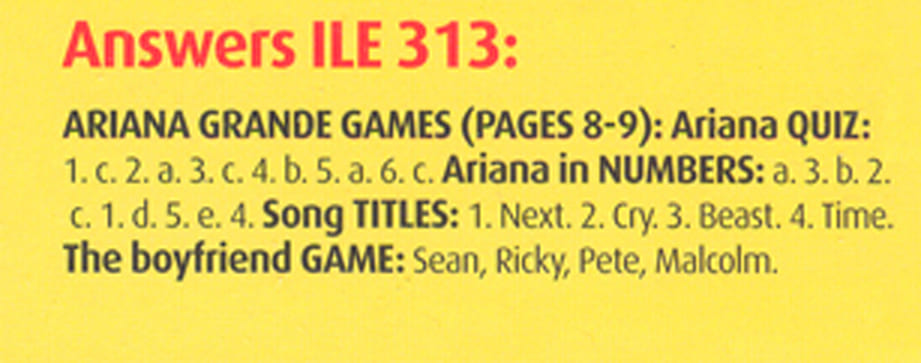 Answers ILE 313:
ARIANA GRANDE GAMES (PAGES 8-9): Ariana QUIZ:
1. c. 2. a. 3. c. 4. b. 5. a. 6. c. Ariana in NUMBERS: a. 3. b. 2.
c. 1. d. 5. e. 4. Song TITLES: 1. Next. 2. Cry. 3. Beast. 4. Time.
The boyfriend GAME: Sean, Ricky, Pete, Malcolm.